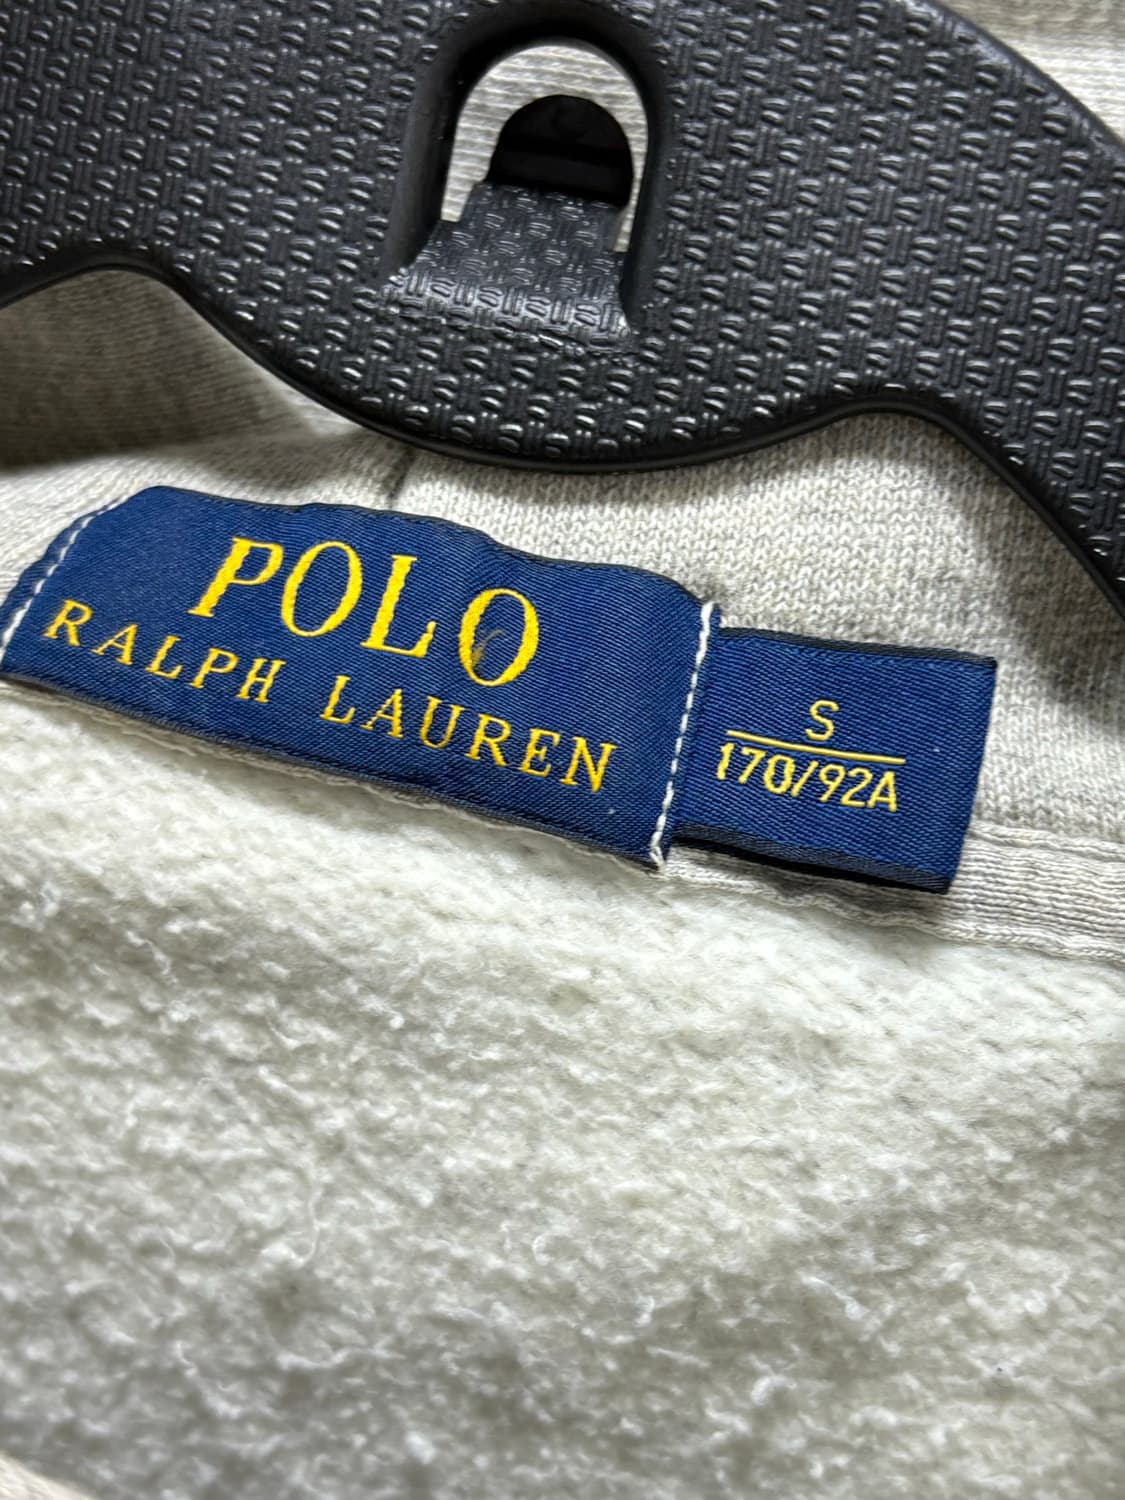 POLO
RALPH LAUREN
S
170/92A